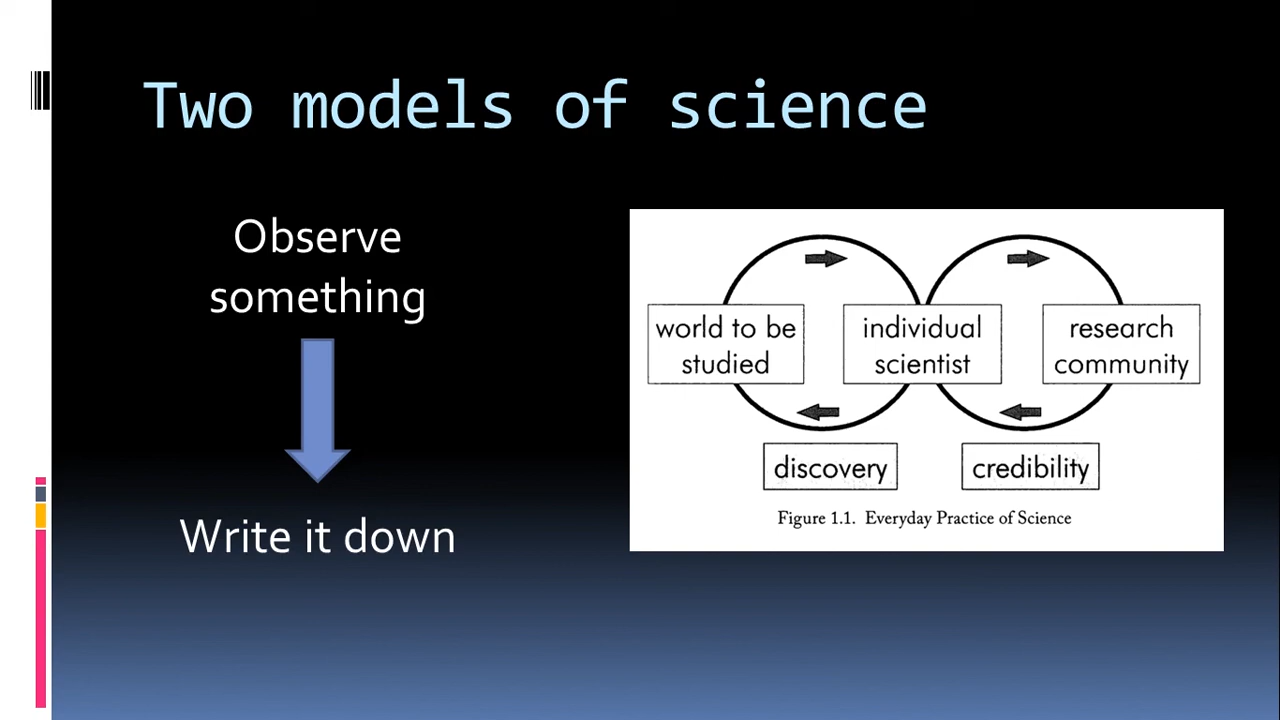 Two models of science
Observe
something
Write it down
world to be
studied
individual
scientist
research
community
discovery
credibility
Figure 1.1. Everyday Practice of Science